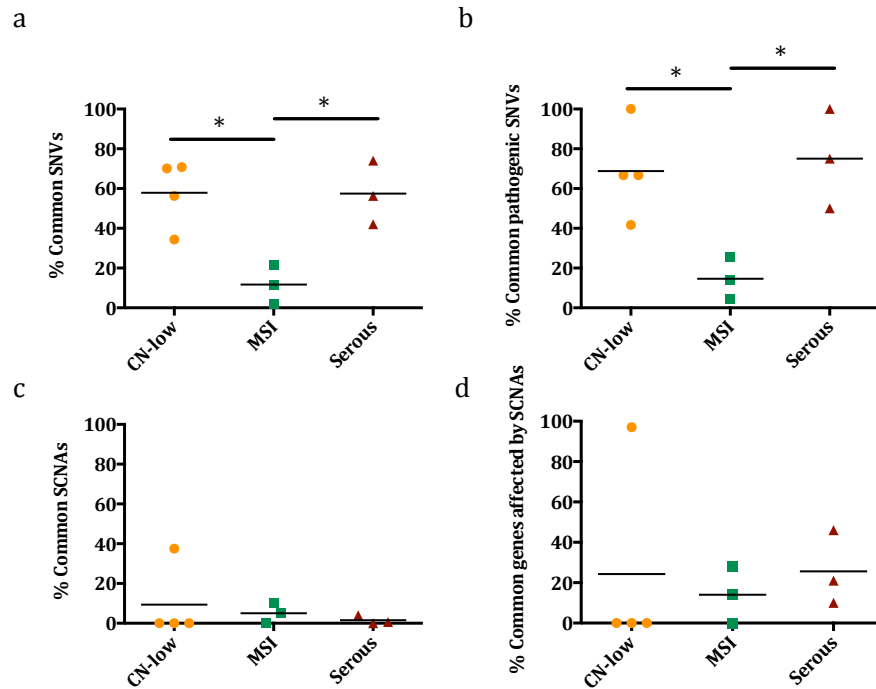 a
% Common SNVs
100
80
60
40
20
0
*
*
CN-low
MSI
Serous
b
% Common pathogenic SNVs
100
80
60
40
20
0
*
*
CN-low
MSI
Serous
c
% Common SCNAs
100
80
60
40
20
0
CN-low
MSI
Serous
d
% Common genes affected by SCNAs
100
80
60
40
20
0
CN-low
MSI
Serous